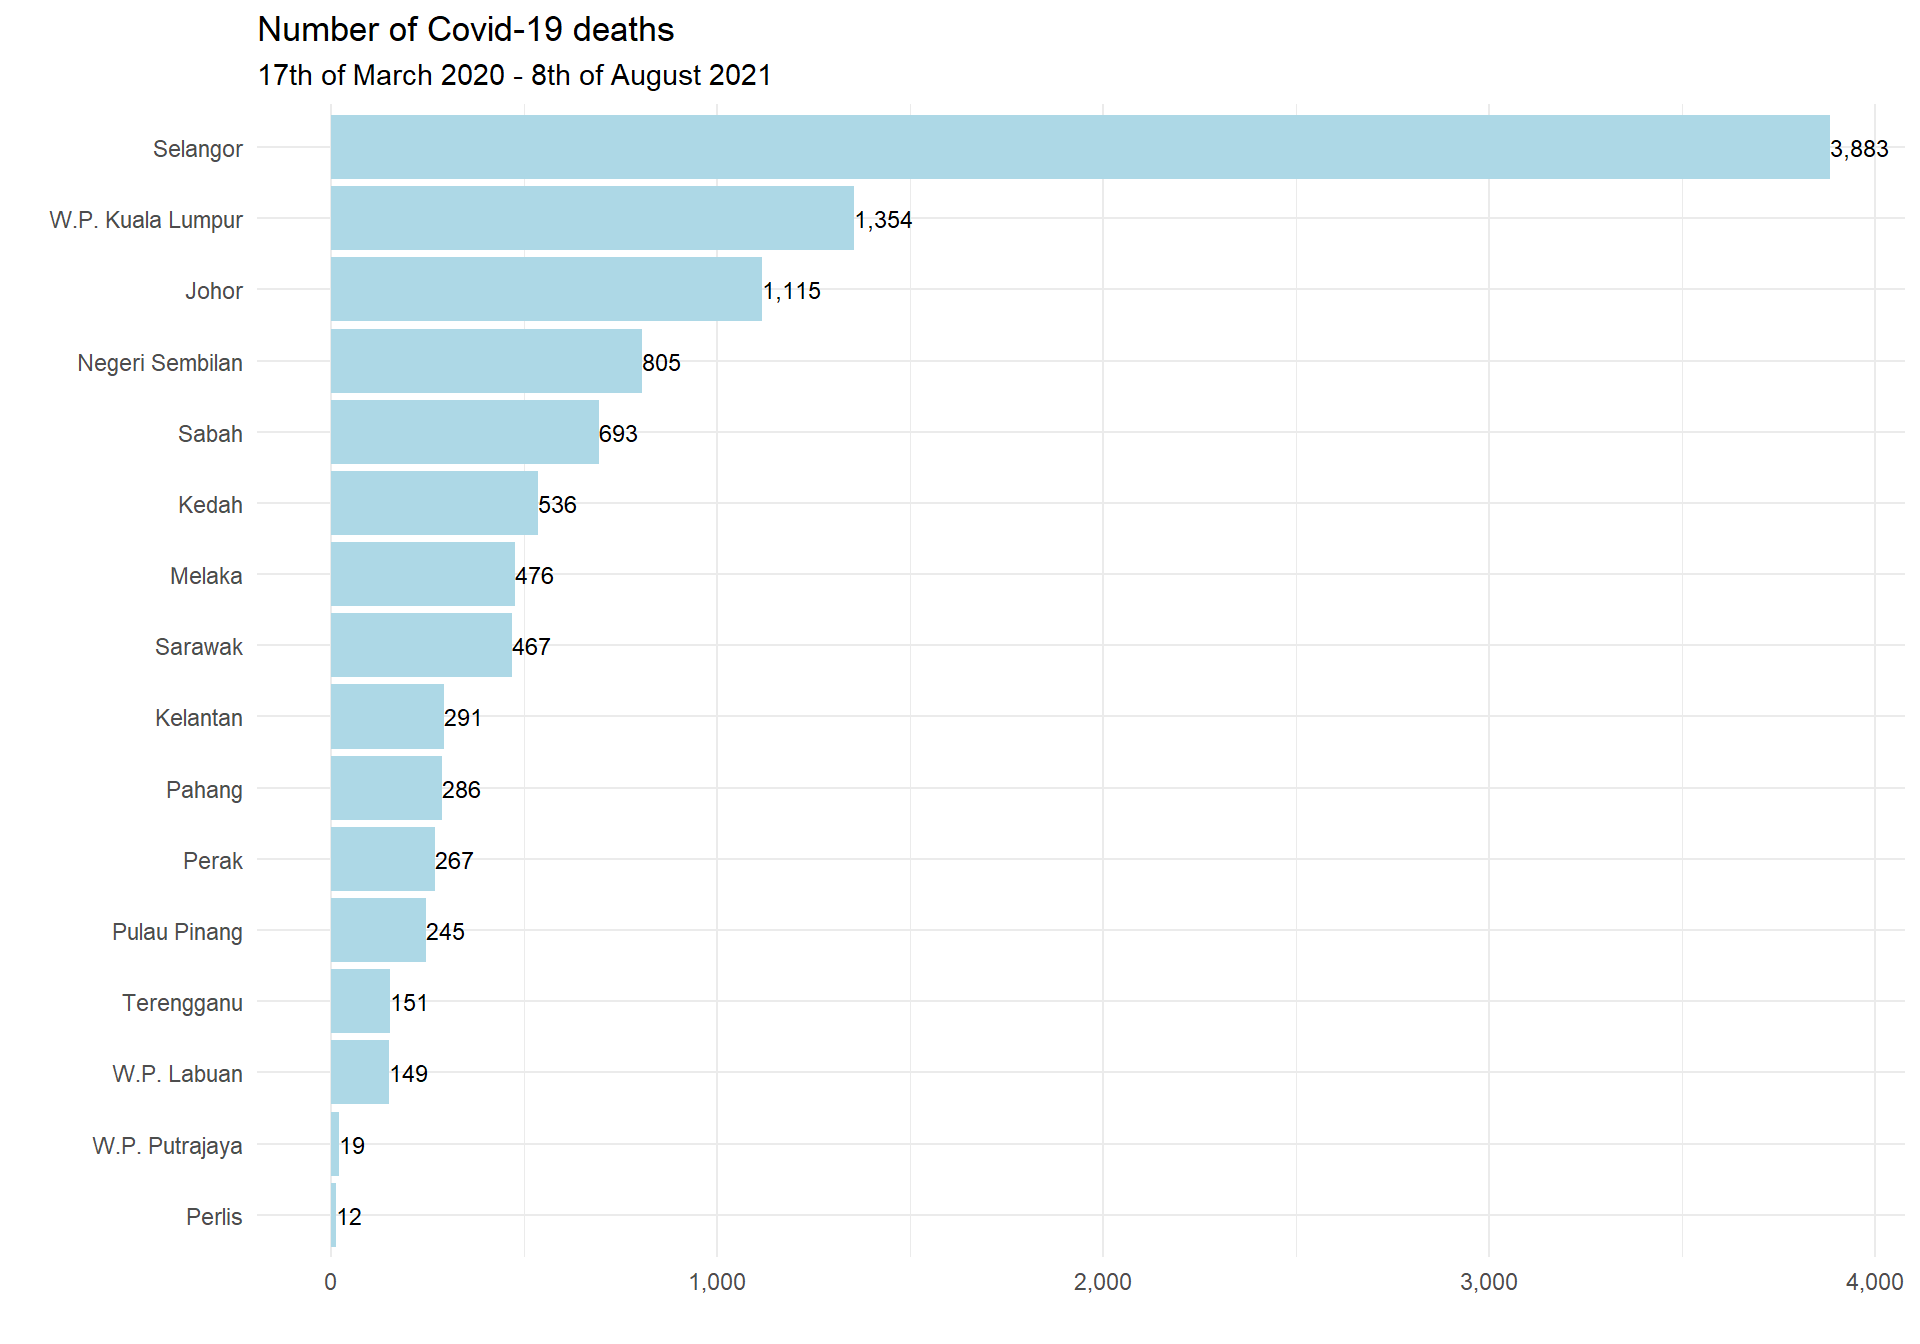 Number of Covid-19 deaths
17th of March 2020 - 8th of August 2021
Selangor 3,883
W.P. Kuala Lumpur 1,354
Johor 1,115
Negeri Sembilan 805
Sabah 693
Kedah 536
Melaka 476
Sarawak 467
Kelantan 291
Pahang 286
Perak 267
Pulau Pinang 245
Terengganu 151
W.P. Labuan 149
W.P. Putrajaya 19
Perlis 12
0 1,000 2,000 3,000 4,000